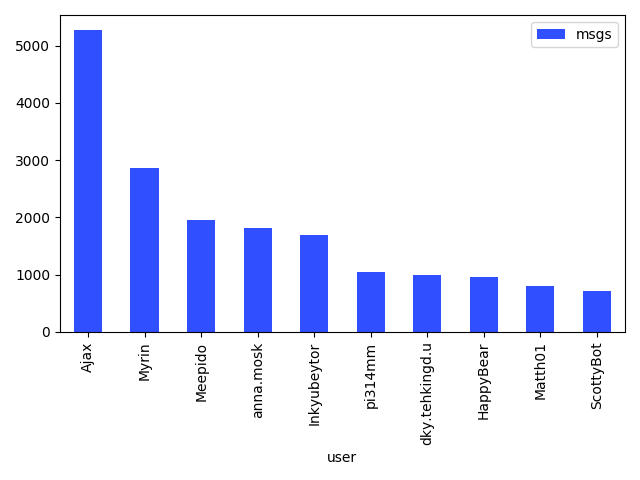 msgs
5000
4000
3000
2000
1000
0
Ajax
Myrin
Meepido
anna.mosk
Inkyubeytor
pi314mm
dky.tehkingd.u
HappyBear
Matth01
ScottyBot
user